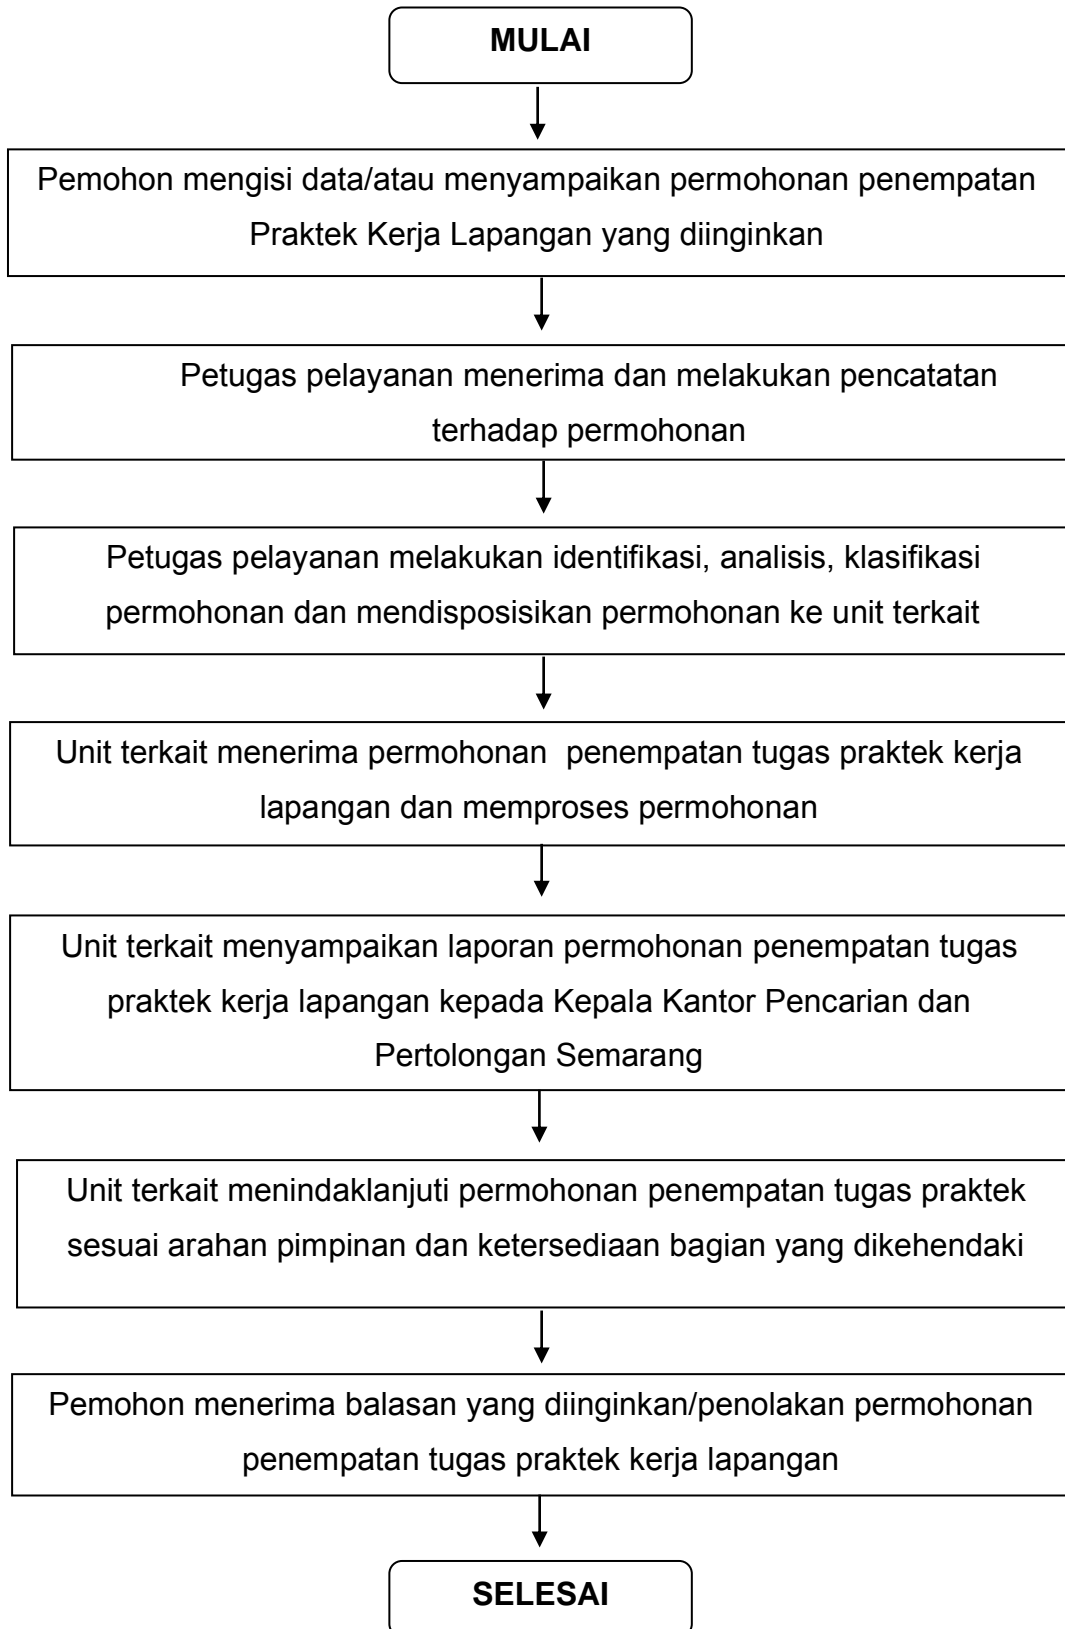 MULAI
Pemohon mengisi data/atau menyampaikan permohonan penempatan
Praktek Kerja Lapangan yang diinginkan
Petugas pelayanan menerima dan melakukan pencatatan
terhadap permohonan
Petugas pelayanan melakukan identifikasi, analisis, klasifikasi
permohonan dan mendisposisikan permohonan ke unit terkait
Unit terkait menerima permohonan penempatan tugas praktek kerja
lapangan dan memproses permohonan
Unit terkait menyampaikan laporan permohonan penempatan tugas
praktek kerja lapangan kepada Kepala Kantor Pencarian dan
Pertolongan Semarang
Unit terkait menindaklanjuti permohonan penempatan tugas praktek
sesuai arahan pimpinan dan ketersediaan bagian yang dikehendaki
Pemohon menerima balasan yang diinginkan/penolakan permohonan
penempatan tugas praktek kerja lapangan
SELESAI